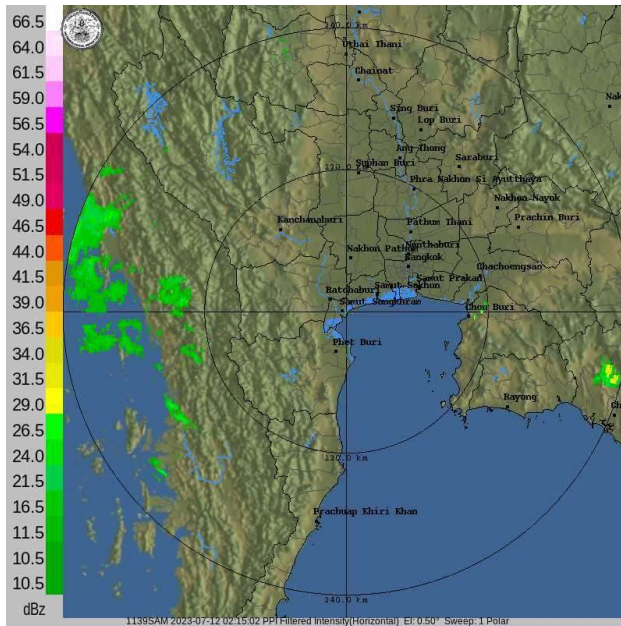 66.5
64.0
61.5
59.0
56.5
54.0
51.5
49.0
46.5
44.0
41.5
39.0
36.5
34.0
31.5
29.0
26.5
24.0
21.5
16.5
11.5
10.5
10.5
dBz
240.0 km
Uthai Thani
Chainat
Sing Buri
Lop Buri
Ang Thong
Saraburi
120.0 km
Suphan Buri
Phra Nakhon Si Ayutthaya
Nakhon Nayok
Kanchanaburi
Pathum Thani
Prachin Buri
Nakhon Pathom
Nonthaburi
Bangkok
Chachoengsao
Samut Prakan
Ratchaburi
Samut Sakhon
Samut Songkhram
Chon Buri
Phet Buri
Rayong
120.0 km
Prachuap Khiri Khan
240.0 km
1139SAM 2023-07-12 02:15:02 PPI Filtered Intensity(Horizontal) El: 0.50° Sweep: 1 Polar